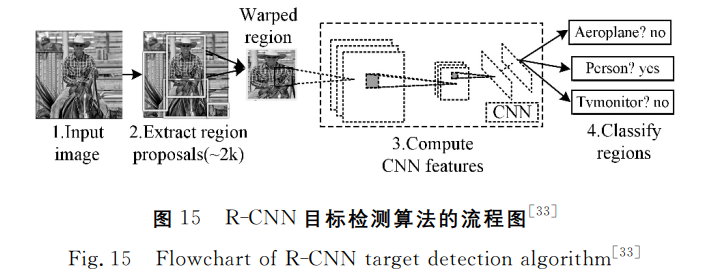 Warped
region
1.Input
image
2.Extract region
proposals(~2k)
CNN
3.Compute
CNN features
Aeroplane? no
Person? yes
Tvmonitor? no
4.Classify
regions
图 15 R-CNN 目标检测算法的流程图[33]
Fig. 15 Flowchart of R-CNN target detection algorithm[33]